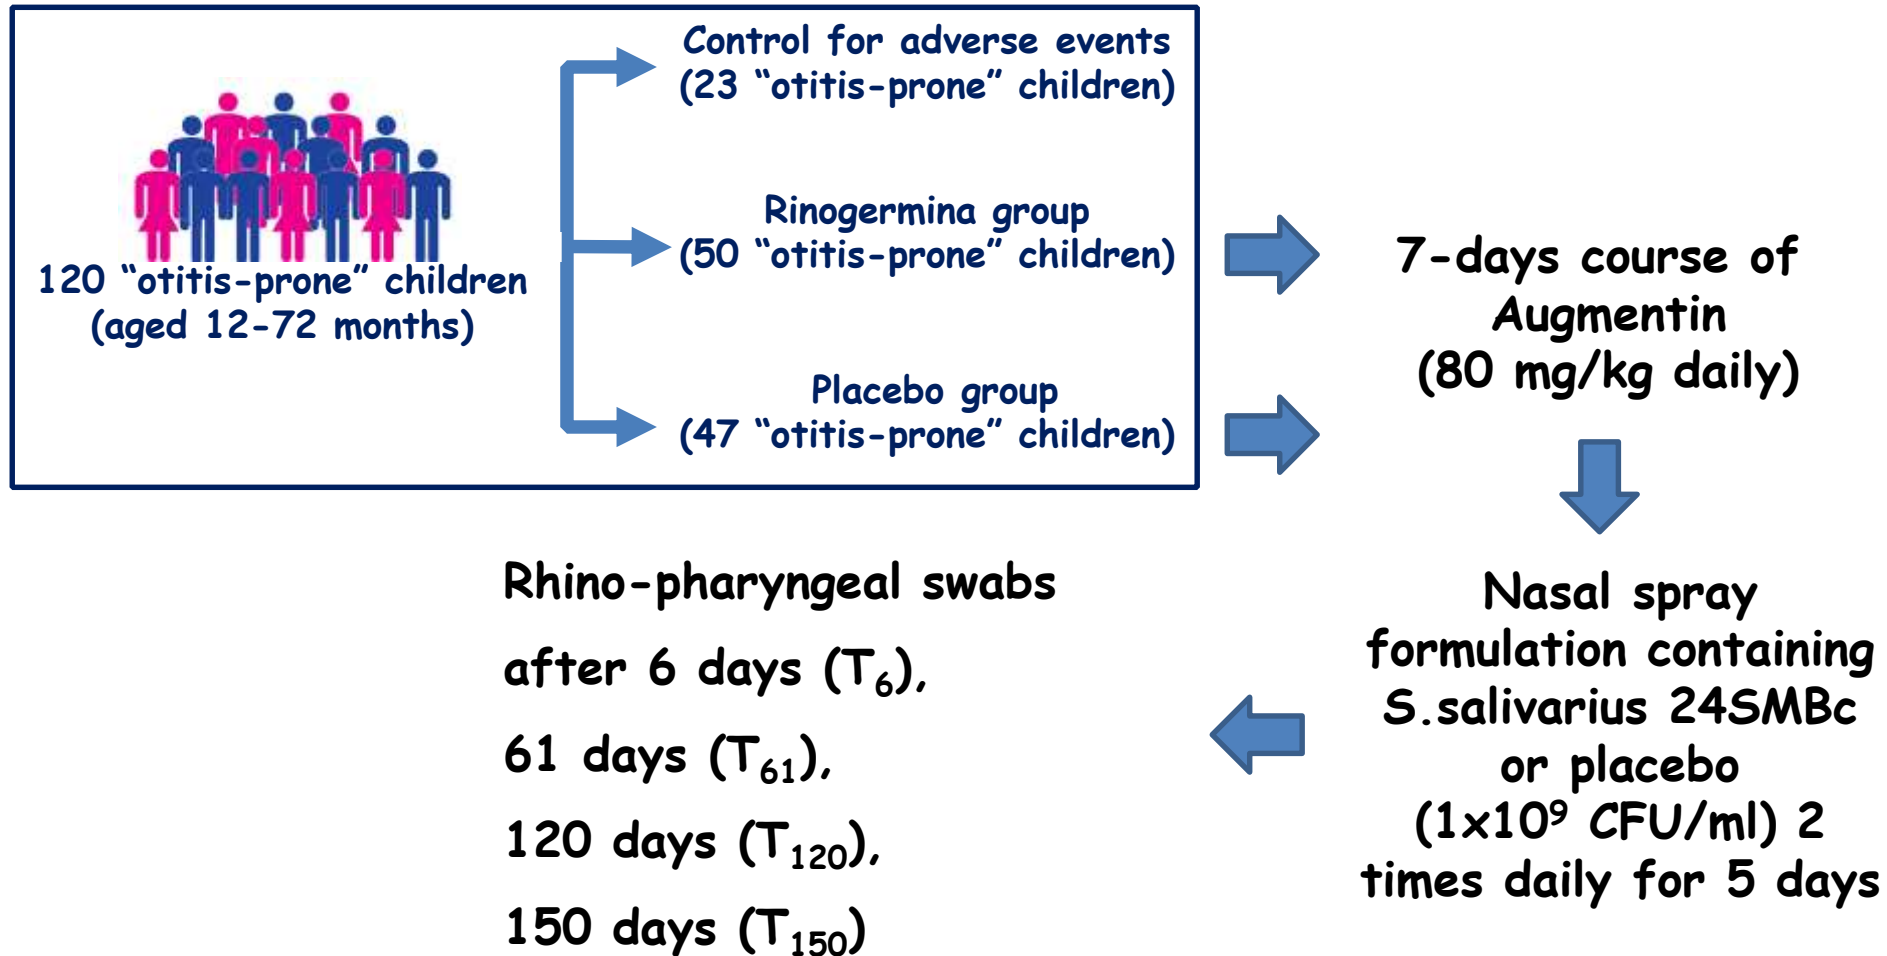 120 “otitis-prone” children
(aged 12-72 months)
Control for adverse events
(23 “otitis-prone” children)
Rinogermina group
(50 “otitis-prone” children)
Placebo group
(47 “otitis-prone” children)
7-days course of
Augmentin
(80 mg/kg daily)
Nasal spray
formulation containing
S.salivarius 24SMBc
or placebo
(1x10⁹ CFU/ml) 2
times daily for 5 days
Rhino-pharyngeal swabs
after 6 days (T₆),
61 days (T₆₁),
120 days (T₁₂₀),
150 days (T₁₅₀)